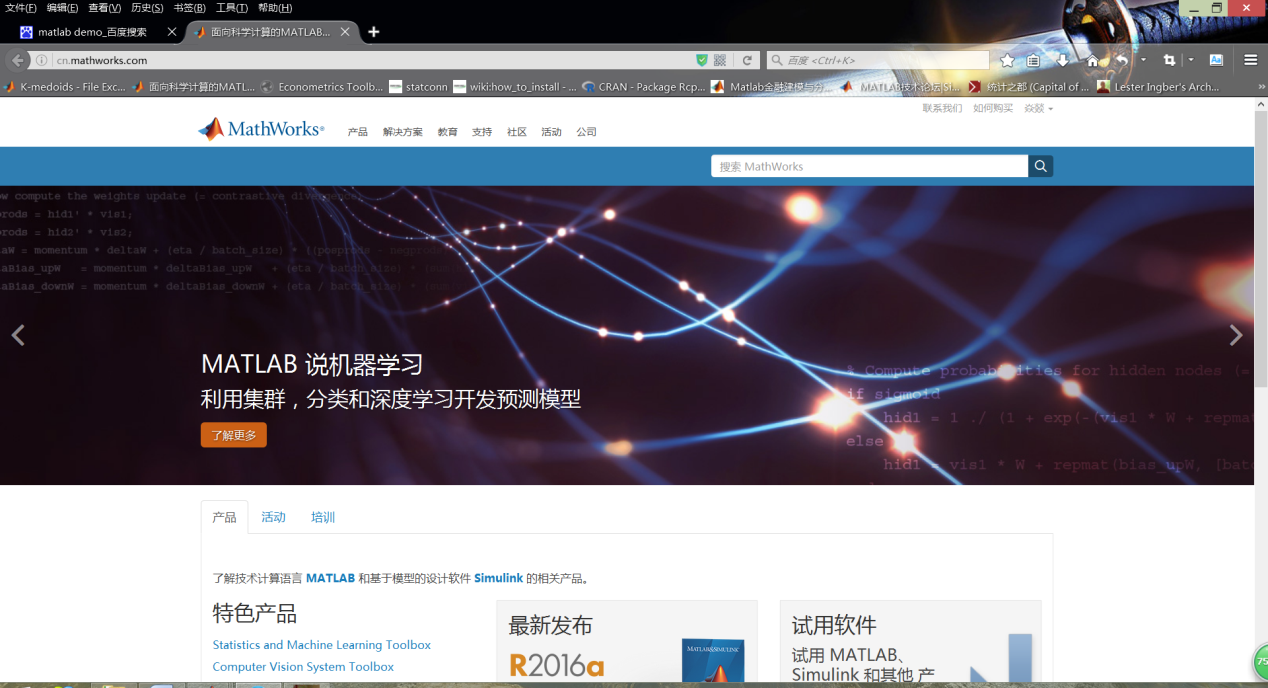 文件(F) 编辑(E) 查看(V) 历史(S) 书签(B) 工具(T) 帮助(H)
matlab demo_百度搜索 面向科学计算的MATLAB...
cn.mathworks.com 百度 <Ctrl+K>
K-medoids - File Exc... 面向科学计算的MATL... Econometrics Toolb... statconn wiki:how_to_install - ... CRAN - Package Rcp... Matlab金融建模与分... MATLAB技术论坛|Si... 统计之都 (Capital of ... Lester Ingber's Arch...
联系我们 如何购买
MathWorks®
产品 解决方案 教育 支持 社区 活动 公司
搜索 MathWorks
ow compute the weights update (= contrastive divergence)
prods = hid1' * vis1;
prods = hid2' * vis2;
aW = momentum * deltaW + (eta / batch_size) * ((posprods - negprods)
aBias_upW = momentum * deltaBias_upW + (eta / batch_size) *
aBias_downW = momentum * deltaBias_downW + (eta / batch_size) *
MATLAB 说机器学习
利用集群，分类和深度学习开发预测模型
了解更多
% Compute probabilities for hidden nodes (=
if sigmoid
hid1 = 1 ./ (1 + exp(-(vis1 * W + repmat
else
hid1 = vis1 * W + repmat(bias_upW, [bat
产品 活动 培训
了解技术计算语言 MATLAB 和基于模型的设计软件 Simulink 的相关产品。
特色产品
Statistics and Machine Learning Toolbox
Computer Vision System Toolbox
最新发布
R2016a
MATLAB&SIMULINK
试用软件
试用 MATLAB、
Simulink 和其他 产
75